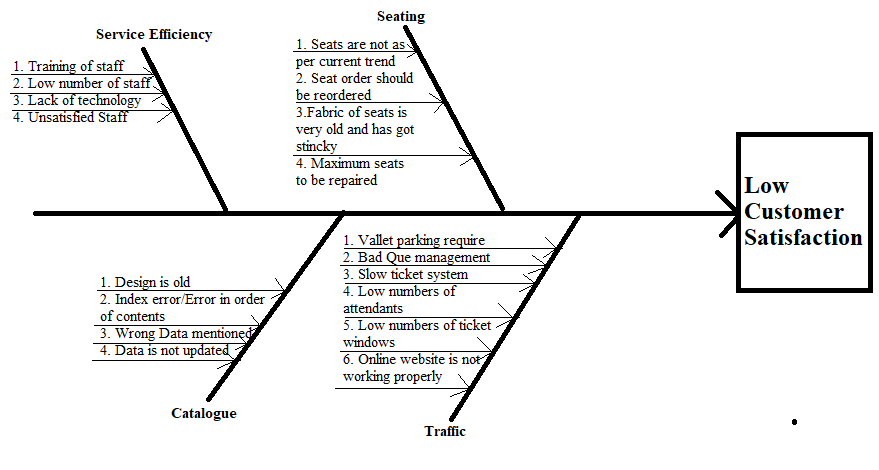 Service Efficiency
1. Training of staff
2. Low number of staff
3. Lack of technology
4. Unsatisfied Staff
Seating
1. Seats are not as
per current trend
2. Seat order should
be reordered
3.Fabric of seats is
very old and has got
stincky
4. Maximum seats
to be repaired
Low
Customer
Satisfaction
1. Design is old
2. Index error/Error in order
of contents
3. Wrong Data mentioned
4. Data is not updated
Catalogue
1. Vallet parking require
2. Bad Que management
3. Slow ticket system
4. Low numbers of
attendants
5. Low numbers of ticket
windows
6. Online website is not
working properly
Traffic